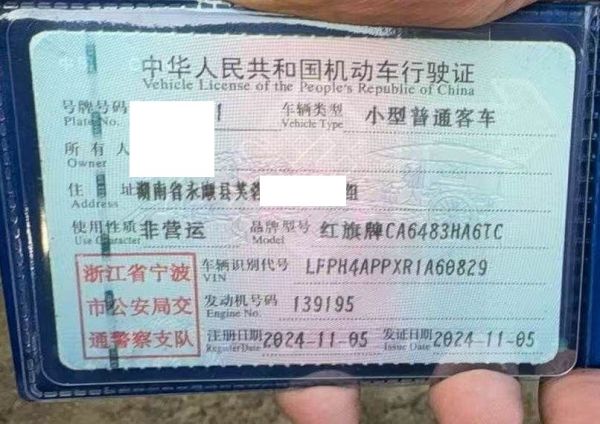 中华人民共和国机动车行驶证
Vehicle License of the People's Republic of China
号牌号码 1 车辆类型 小型普通客车
Plate No. Vehicle Type
所有人
Owner
住址 湖南省永顺县芙蓉 组
Address
使用性质 非营运 品牌型号 红旗牌CA6483HA6TC
Use Character Model
浙江省宁波 车辆识别代号 LFPH4APPXR1A60829
VIN
市公安局交 发动机号码 139195
Engine No.
通警察支队 注册日期 2024-11-05 发证日期 2024-11-05
Register Date Issue Date